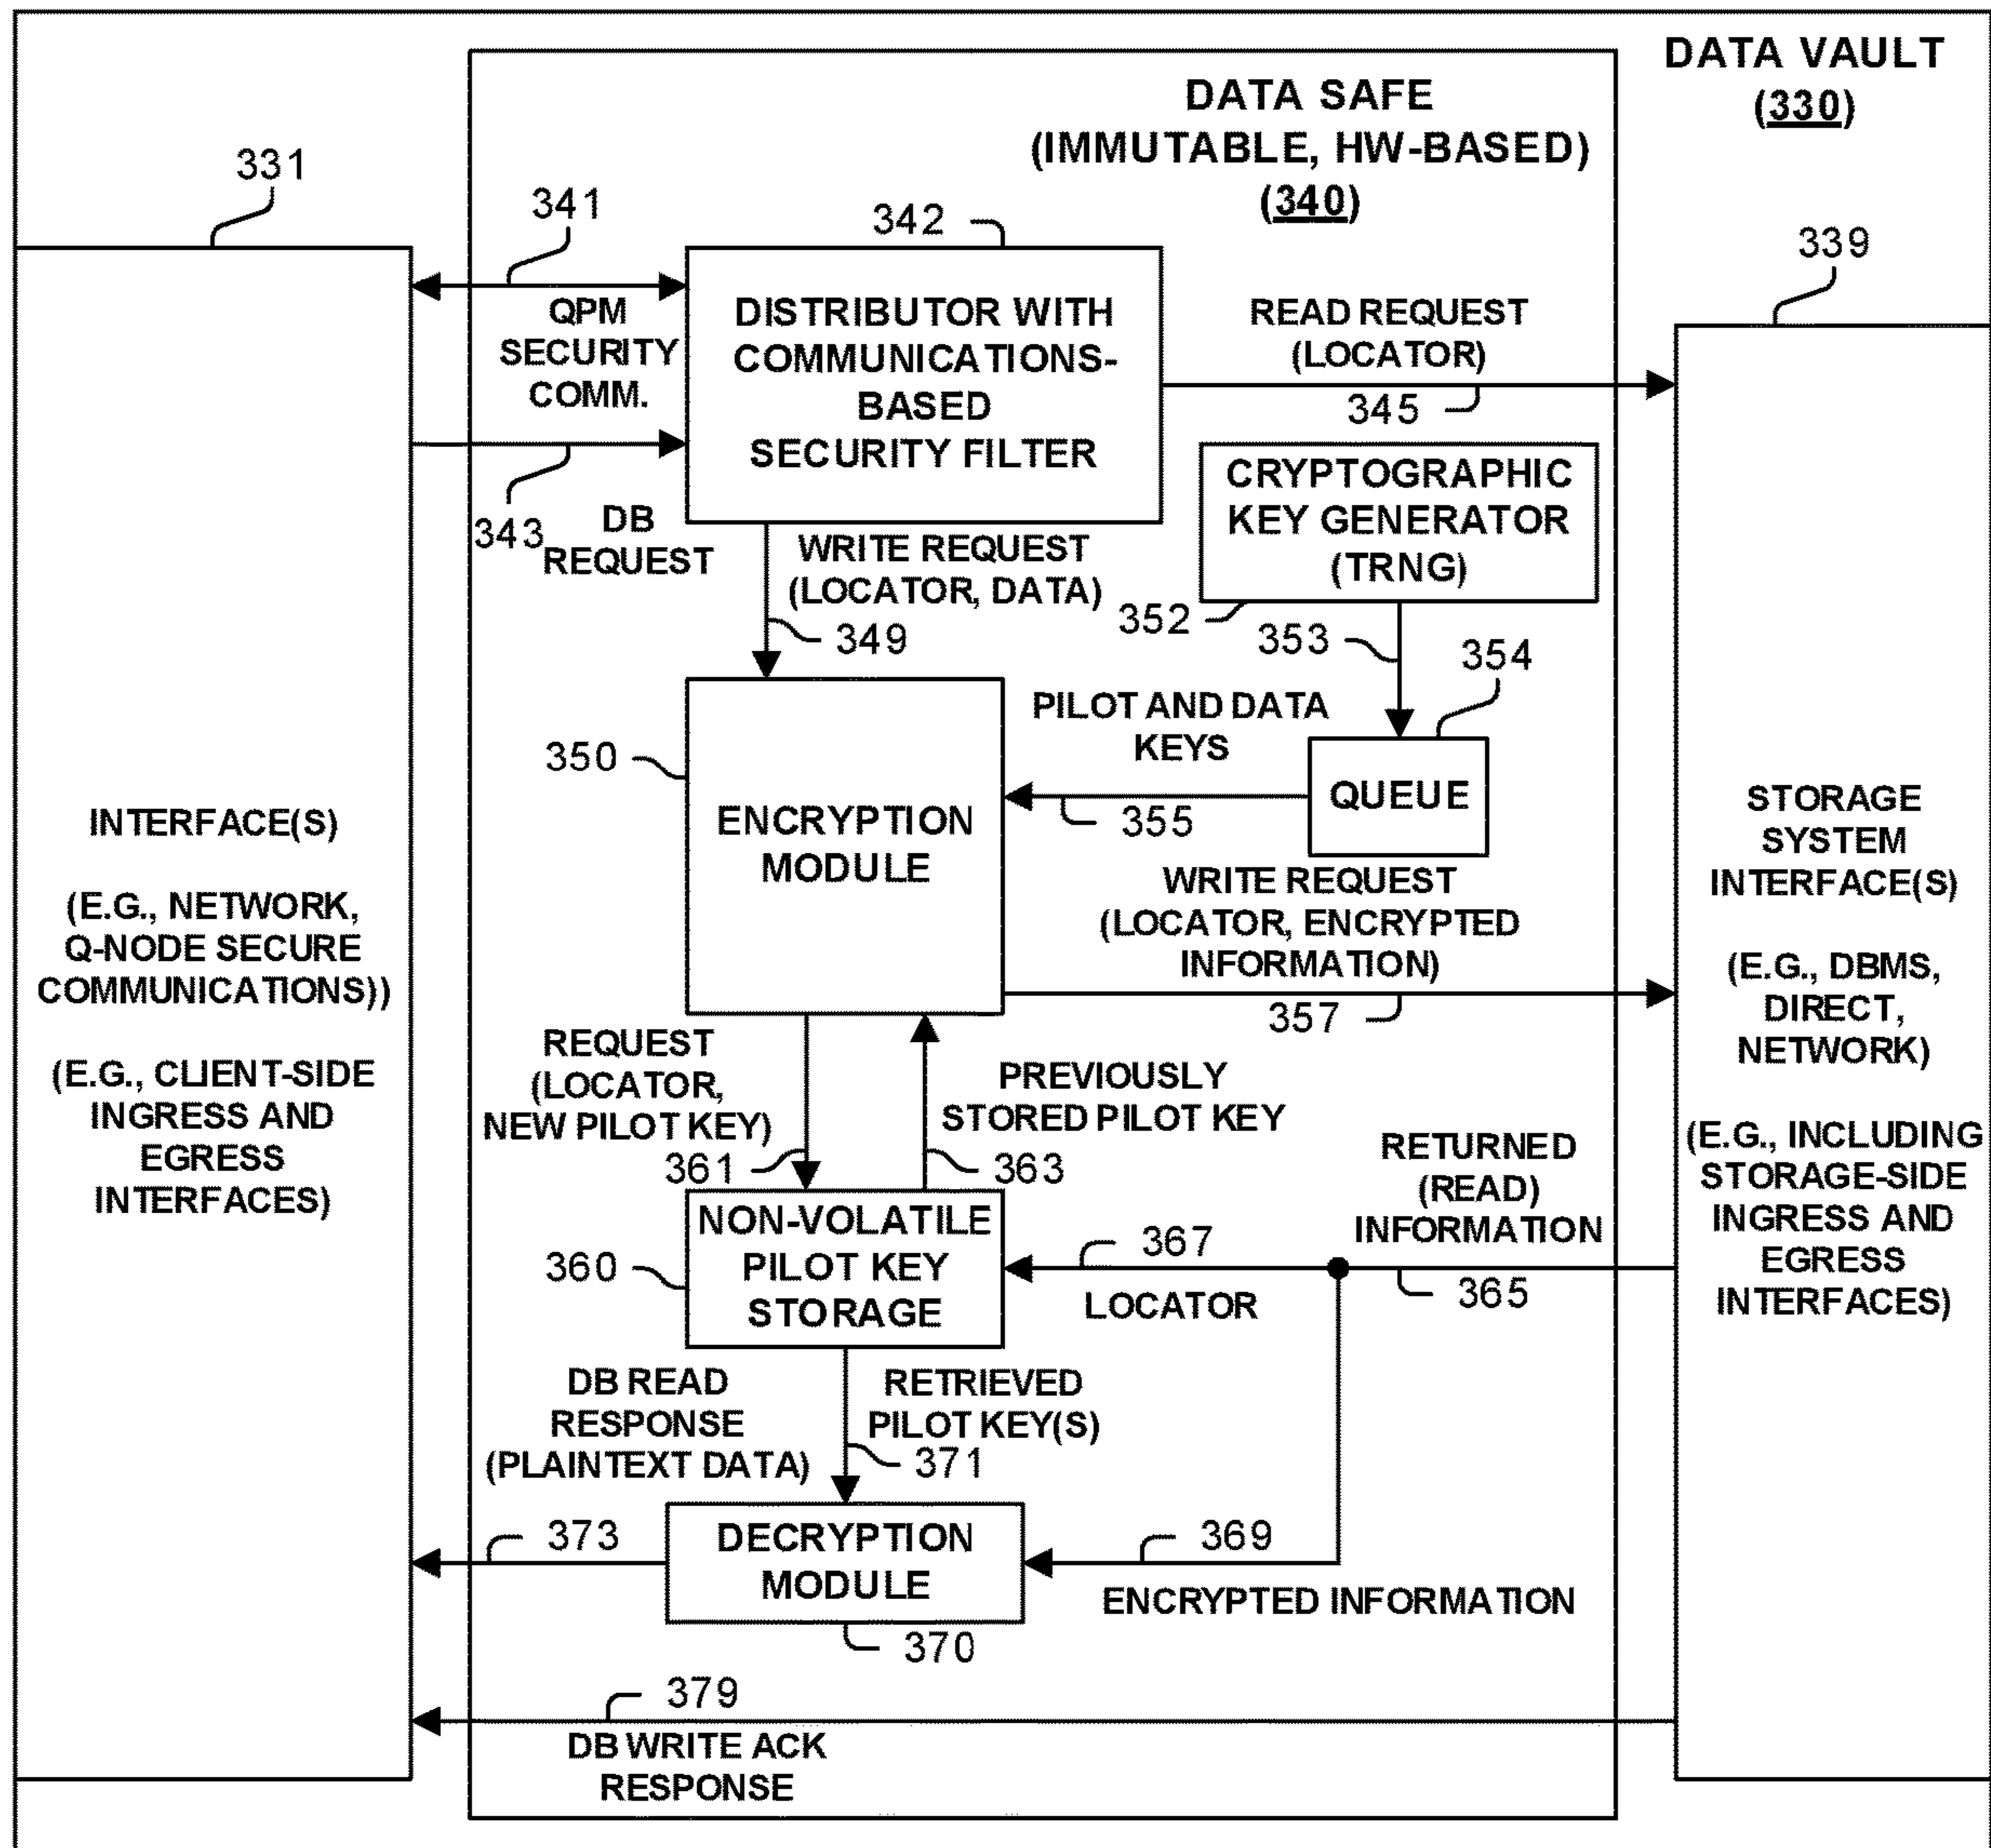 DATA VAULT
(330)
DATA SAFE
(IMMUTABLE, HW-BASED)
(340)
331
341
342
339
QPM
SECURITY
COMM.
DISTRIBUTOR WITH
COMMUNICATIONS-
BASED
SECURITY FILTER
READ REQUEST
(LOCATOR)
345
343
DB
REQUEST
WRITE REQUEST
(LOCATOR, DATA)
349
CRYPTOGRAPHIC
KEY GENERATOR
(TRNG)
352
353
354
PILOT AND DATA
KEYS
350
ENCRYPTION
MODULE
355
QUEUE
INTERFACE(S)
(E.G., NETWORK,
Q-NODE SECURE
COMMUNICATIONS))
(E.G., CLIENT-SIDE
INGRESS AND
EGRESS
INTERFACES)
STORAGE
SYSTEM
INTERFACE(S)
(E.G., DBMS,
DIRECT,
NETWORK)
(E.G., INCLUDING
STORAGE-SIDE
INGRESS AND
EGRESS
INTERFACES)
WRITE REQUEST
(LOCATOR, ENCRYPTED
INFORMATION)
357
REQUEST
(LOCATOR,
NEW PILOT KEY)
361
PREVIOUSLY
STORED PILOT KEY
363
RETURNED
(READ)
INFORMATION
365
360
NON-VOLATILE
PILOT KEY
STORAGE
367
LOCATOR
DB READ
RESPONSE
(PLAINTEXT DATA)
RETRIEVED
PILOT KEY(S)
371
373
DECRYPTION
MODULE
370
369
ENCRYPTED INFORMATION
379
DB WRITE ACK
RESPONSE